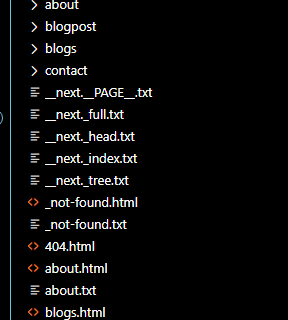 about
blogpost
blogs
contact
__next.__PAGE__.txt
__next._full.txt
__next._head.txt
__next._index.txt
__next._tree.txt
_not-found.html
_not-found.txt
404.html
about.html
about.txt
blogs.html